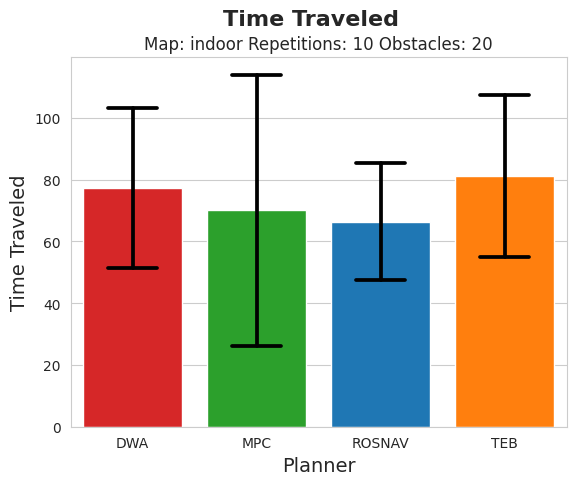 Time Traveled
Map: indoor Repetitions: 10 Obstacles: 20
100
80
60
40
20
0
Time Traveled
DWA MPC ROSNAV TEB
Planner